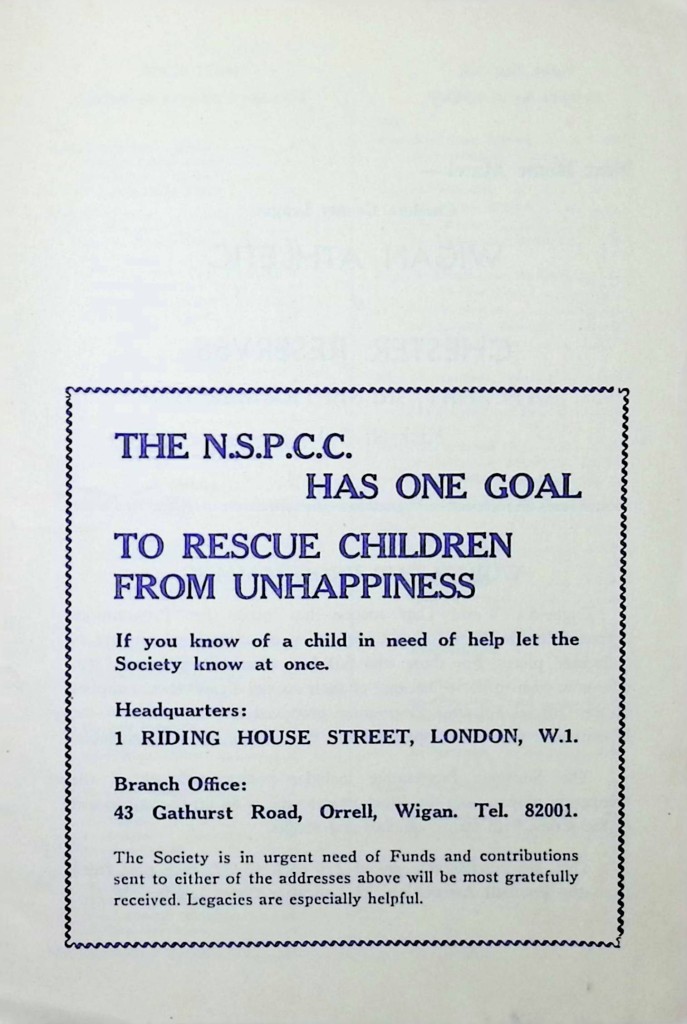 THE N.S.P.C.C.
HAS ONE GOAL
TO RESCUE CHILDREN
FROM UNHAPPINESS
If you know of a child in need of help let the
Society know at once.
Headquarters:
1 RIDING HOUSE STREET, LONDON, W.1.
Branch Office:
43 Gathurst Road, Orrell, Wigan. Tel. 82001.
The Society is in urgent need of Funds and contributions
sent to either of the addresses above will be most gratefully
received. Legacies are especially helpful.